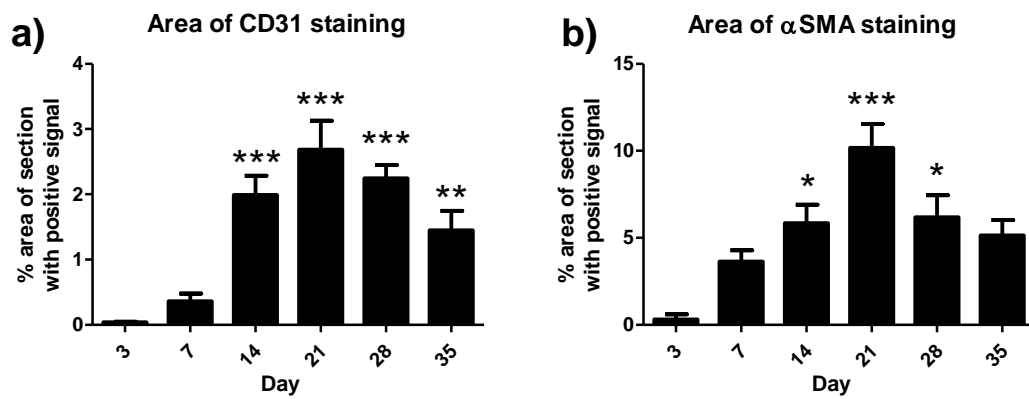 a)
Area of CD31 staining
% area of section
with positive signal
4
3
2
1
0
***
***
***
**
3
7
14
21
28
35
Day
b)
Area of αSMA staining
% area of section
with positive signal
15
10
5
0
*
***
*
3
7
14
21
28
35
Day